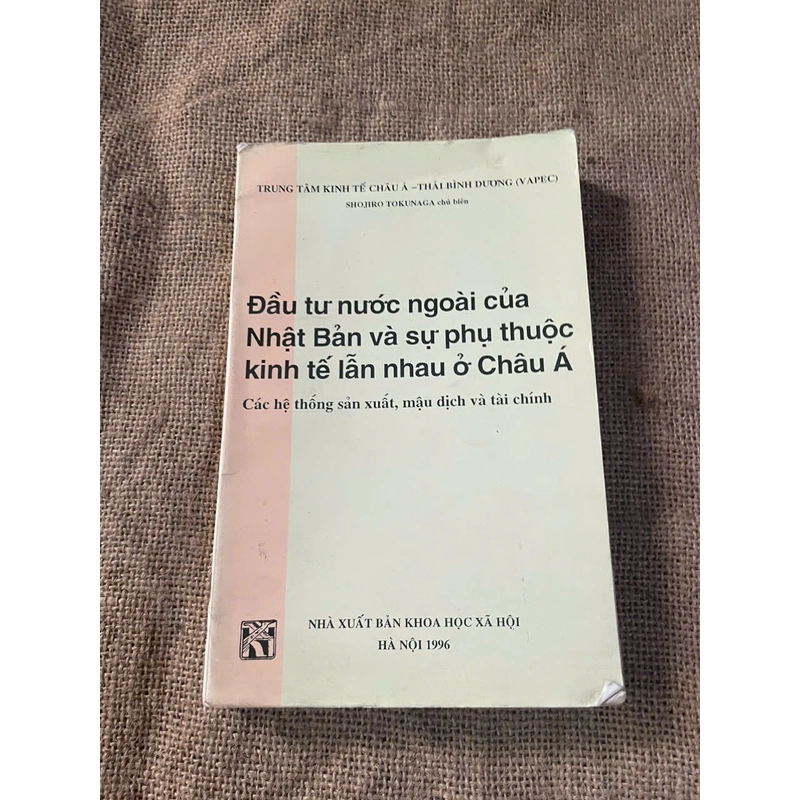 TRUNG TÂM KINH TẾ CHÂU Á –THÁI BÌNH DƯƠNG (VAPEC)
SHOJIRO TOKUNAGA chủ biên
Đầu tư nước ngoài của
Nhật Bản và sự phụ thuộc
kinh tế lẫn nhau ở Châu Á
Các hệ thống sản xuất, mậu dịch và tài chính
NHÀ XUẤT BẢN KHOA HỌC XÃ HỘI
HÀ NỘI 1996